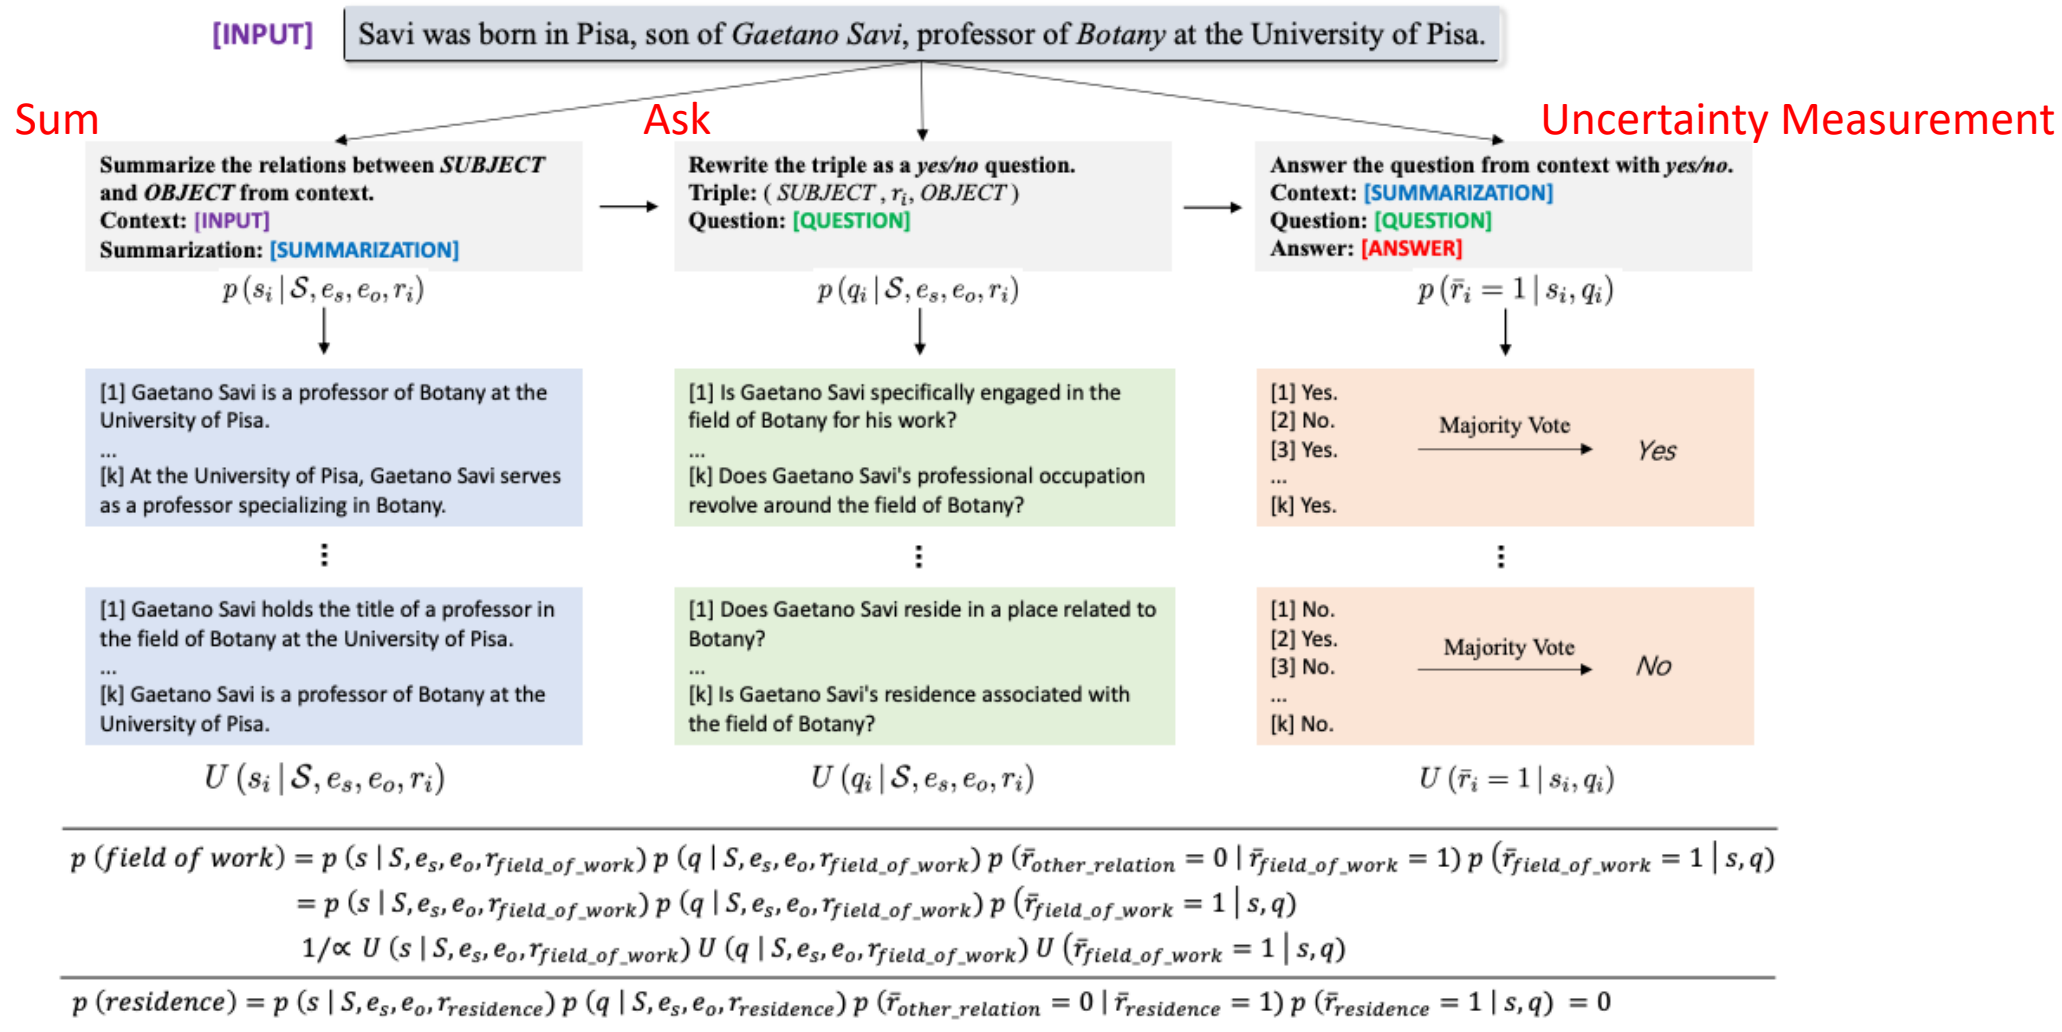 [INPUT] Savi was born in Pisa, son of Gaetano Savi, professor of Botany at the University of Pisa.
Sum
Ask
Uncertainty Measurement
Summarize the relations between SUBJECT
and OBJECT from context.
Context: [INPUT]
Summarization: [SUMMARIZATION]
Rewrite the triple as a yes/no question.
Triple: ( SUBJECT , r_i, OBJECT )
Question: [QUESTION]
Answer the question from context with yes/no.
Context: [SUMMARIZATION]
Question: [QUESTION]
Answer: [ANSWER]
p (s_i | S, e_s, e_o, r_i)
p (q_i | S, e_s, e_o, r_i)
p (r̄_i = 1 | s_i, q_i)
[1] Gaetano Savi is a professor of Botany at the
University of Pisa.
...
[k] At the University of Pisa, Gaetano Savi serves
as a professor specializing in Botany.
[1] Is Gaetano Savi specifically engaged in the
field of Botany for his work?
...
[k] Does Gaetano Savi's professional occupation
revolve around the field of Botany?
[1] Yes.
[2] No.
[3] Yes.
...
[k] Yes.
Majority Vote
Yes
⋮
⋮
⋮
[1] Gaetano Savi holds the title of a professor in
the field of Botany at the University of Pisa.
...
[k] Gaetano Savi is a professor of Botany at the
University of Pisa.
[1] Does Gaetano Savi reside in a place related to
Botany?
...
[k] Is Gaetano Savi's residence associated with
the field of Botany?
[1] No.
[2] Yes.
[3] No.
...
[k] No.
Majority Vote
No
U (s_i | S, e_s, e_o, r_i)
U (q_i | S, e_s, e_o, r_i)
U (r̄_i = 1 | s_i, q_i)
p (field of work) = p (s | S, e_s, e_o, r_field_of_work) p (q | S, e_s, e_o, r_field_of_work) p (r̄_other_relation = 0 | r̄_field_of_work = 1) p (r̄_field_of_work = 1 | s, q)
= p (s | S, e_s, e_o, r_field_of_work) p (q | S, e_s, e_o, r_field_of_work) p (r̄_field_of_work = 1 | s, q)
1/∝ U (s | S, e_s, e_o, r_field_of_work) U (q | S, e_s, e_o, r_field_of_work) U (r̄_field_of_work = 1 | s, q)
p (residence) = p (s | S, e_s, e_o, r_residence) p (q | S, e_s, e_o, r_residence) p (r̄_other_relation = 0 | r̄_residence = 1) p (r̄_residence = 1 | s, q) = 0